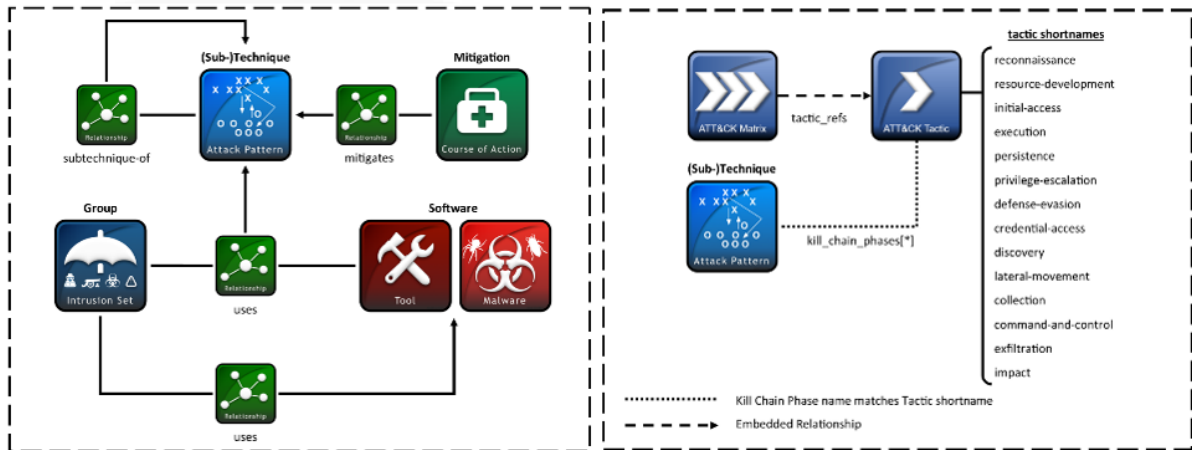 (Sub-)Technique
Mitigation
Relationship
Attack Pattern
Relationship
Course of Action
subtechnique-of
mitigates
Group
Software
Intrusion Set
Relationship
Tool
Malware
uses
Relationship
uses
tactic shortnames
ATT&CK Matrix
tactic_refs
ATT&CK Tactic
reconnaissance
resource-development
initial-access
execution
persistence
privilege-escalation
defense-evasion
credential-access
discovery
lateral-movement
collection
command-and-control
exfiltration
impact
(Sub-)Technique
X X X X
X X X
X
O
O O O O
O O O
Attack Pattern
kill_chain_phases[*]
Kill Chain Phase name matches Tactic shortname
Embedded Relationship